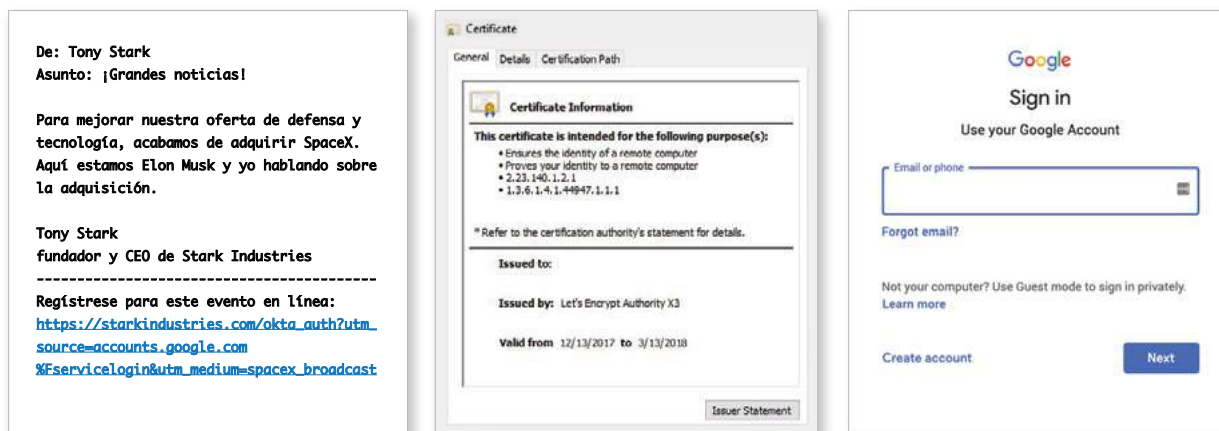 De: Tony Stark
Asunto: ¡Grandes noticias!
Para mejorar nuestra oferta de defensa y
tecnología, acabamos de adquirir SpaceX.
Aquí estamos Elon Musk y yo hablando sobre
la adquisición.
Tony Stark
fundador y CEO de Stark Industries
-----------------------------------------
Regístrese para este evento en línea:
https://starkindustries.com/okta_auth?utm_
source=accounts.google.com
%Fservicelogin&utm_medium=spacex_broadcast
Certificate
General Details Certification Path
Certificate Information
This certificate is intended for the following purpose(s):
• Ensures the identity of a remote computer
• Proves your identity to a remote computer
• 2.23.140.1.2.1
• 1.3.6.1.4.1.44947.1.1.1
* Refer to the certification authority's statement for details.
Issued to:
Issued by: Let's Encrypt Authority X3
Valid from 12/13/2017 to 3/13/2018
Issuer Statement
Google
Sign in
Use your Google Account
Email or phone
Forgot email?
Not your computer? Use Guest mode to sign in privately.
Learn more
Create account Next